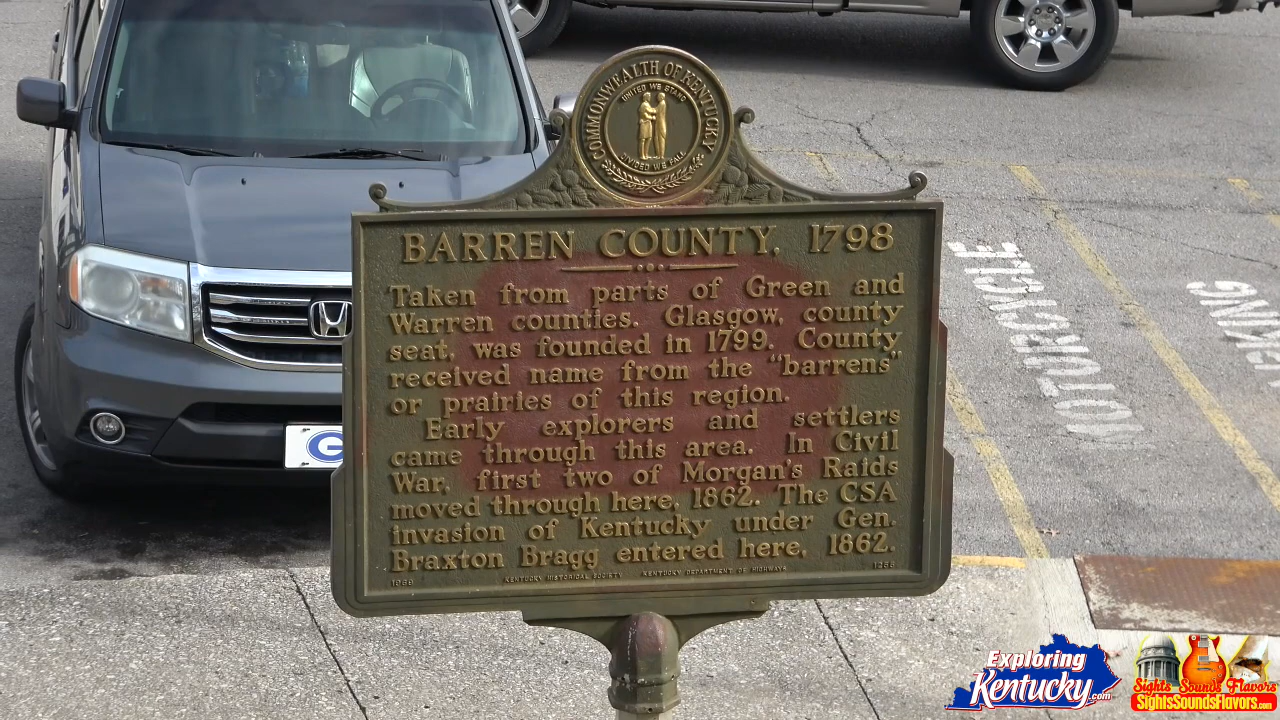 COMMONWEALTH OF KENTUCKY
UNITED WE STAND
DIVIDED WE FALL
BARREN COUNTY, 1798
Taken from parts of Green and
Warren counties. Glasgow, county
seat, was founded in 1799. County
received name from the "barrens"
or prairies of this region.
Early explorers and settlers
came through this area. In Civil
War, first two of Morgan's Raids
moved through here, 1862. The CSA
invasion of Kentucky under Gen.
Braxton Bragg entered here, 1862.
1969 KENTUCKY HISTORICAL SOCIETY KENTUCKY DEPARTMENT OF HIGHWAYS 1268
G
MOTORCYCLE
PARKING
Exploring
Kentucky.com
Sights Sounds Flavors
SightsSoundsFlavors.com